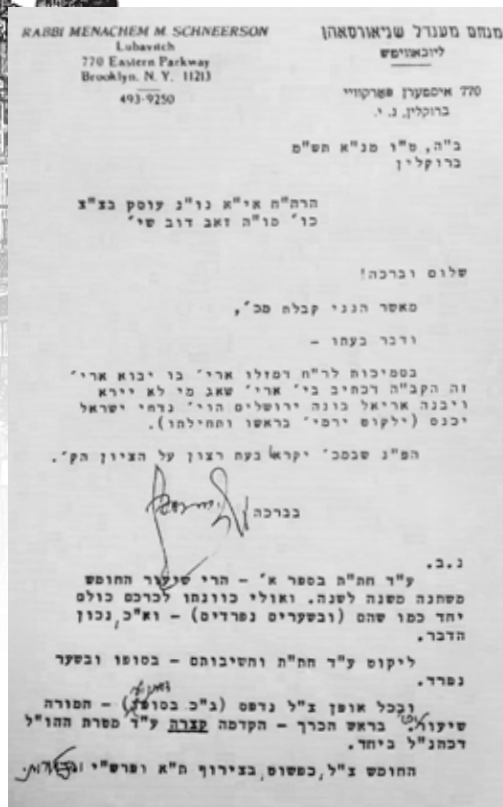 RABBI MENACHEM M. SCHNEERSON
Lubavitch
770 Eastern Parkway
Brooklyn, N. Y. 11213
493-9250
מנחם מענדל שניאורסאהן
ליובאוויטש
770 איסטערן פארקוויי
ברוקלין, נ. י.
ב"ה, ט"ו מנ"א תש"מ
ברוקלין
הרה"ח אי"א נו"נ עוסק בצ"צ
כו' מו"ה זאב דוב שי'
שלום וברכה!
מאשר הנני קבלת מכ',
ודבר בעתו –
בסמיכות לר"ח דמזלו ארי' בו יבוא ארי'
זה הקב"ה דכתיב בי' ארי' שאג מי לא יירא
ויבנה אריאל בונה ירושלים הוי' נדחי ישראל
יכנס (ילקוט ירמי' בראשו ותחילתו).
הפ"נ שבמכ' יקרא בעת רצון על הציון הק'.
בברכה
נ.ב.
ע"ד חת"ת בספר א' – הרי שיעור החומש
משתנה משנה לשנה. ואולי כוונתו לכרכם כולם
יחד כמו שהם (ובשערים נפרדים) – וא"כ, נכון
הדבר.
ליקוט ע"ד חת"ת וחשיבותם – בסופו ובשער
נפרד.
ובכל אופן צ"ל נדפס (ב"כ בסופו) – המורה
שיעור. בראש הכרך – הקדמה קצרה ע"ד מטרת ההו"ל
דכהנ"ל ביחד.
החומש צ"ל, כפשוט, בצירוף ת"א ופרש"י